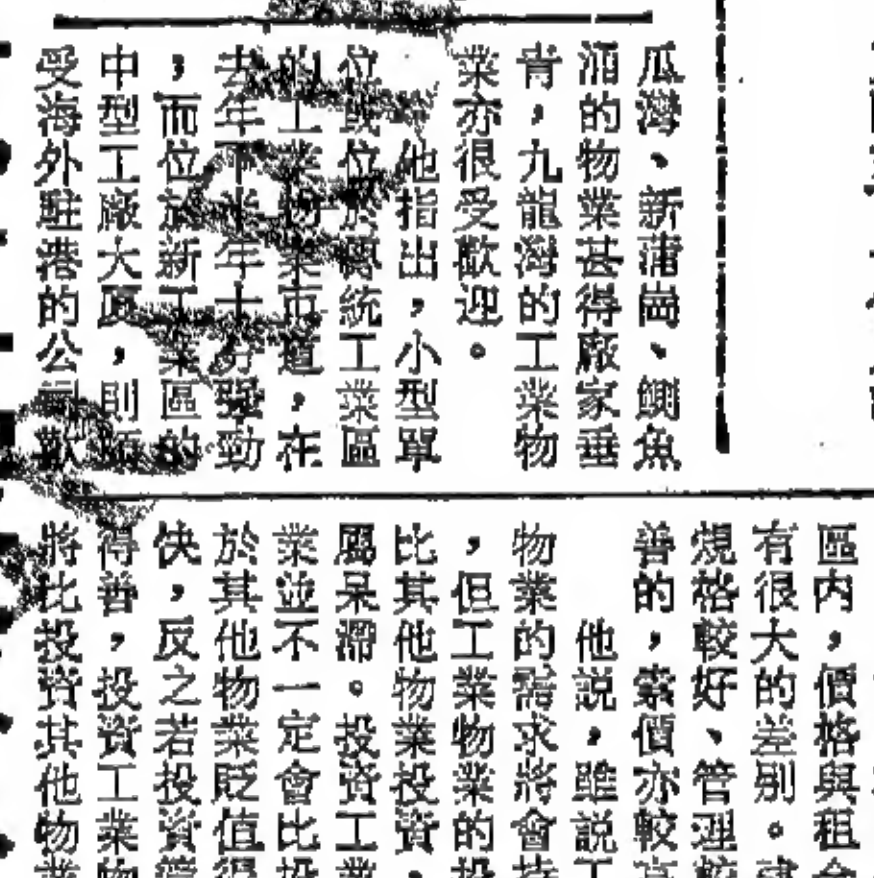 瓜灣、新蒲崗、鰂魚
涌的物業甚得廠家垂
青，九龍灣的工業物
業亦很受歡迎。
他指出，小型單
位或位於傳統工業區
的工業物業市道，在
去年下半年十分強勁
，而位於新工業區的
中型工廠大廈，則
受海外駐港的公司歡
區內，價格與租
有很大的差別。
規格較好、管理較
善的，索價亦較
他說，雖說工
物業的需求將會持
，但工業物業的投
比其他物業投資，
屬呆滯。投資工業
業並不一定會比投
於其他物業貶值得
快，反之若投資
得善，投資工業物
將比投資其他物業